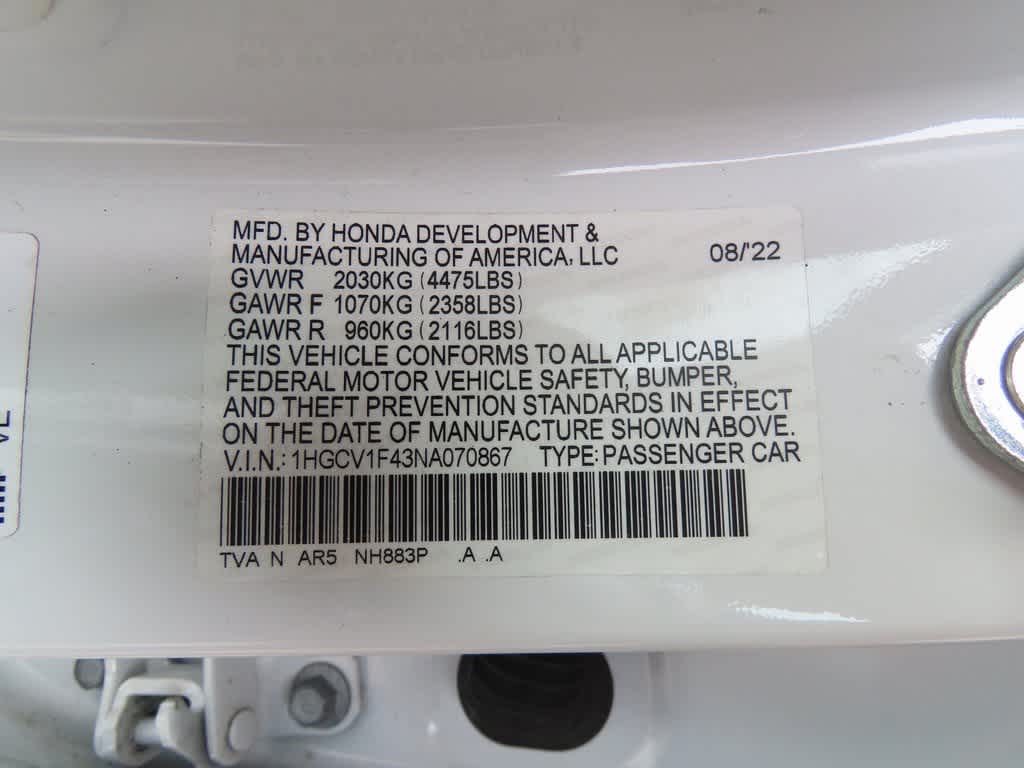 MFD. BY HONDA DEVELOPMENT &
MANUFACTURING OF AMERICA, LLC 08/'22
GVWR 2030KG (4475LBS)
GAWR F 1070KG (2358LBS)
GAWR R 960KG (2116LBS)
THIS VEHICLE CONFORMS TO ALL APPLICABLE
FEDERAL MOTOR VEHICLE SAFETY, BUMPER,
AND THEFT PREVENTION STANDARDS IN EFFECT
ON THE DATE OF MANUFACTURE SHOWN ABOVE.
V.I.N.: 1HGCV1F43NA070867 TYPE: PASSENGER CAR
TVA N AR5 NH883P .A .A